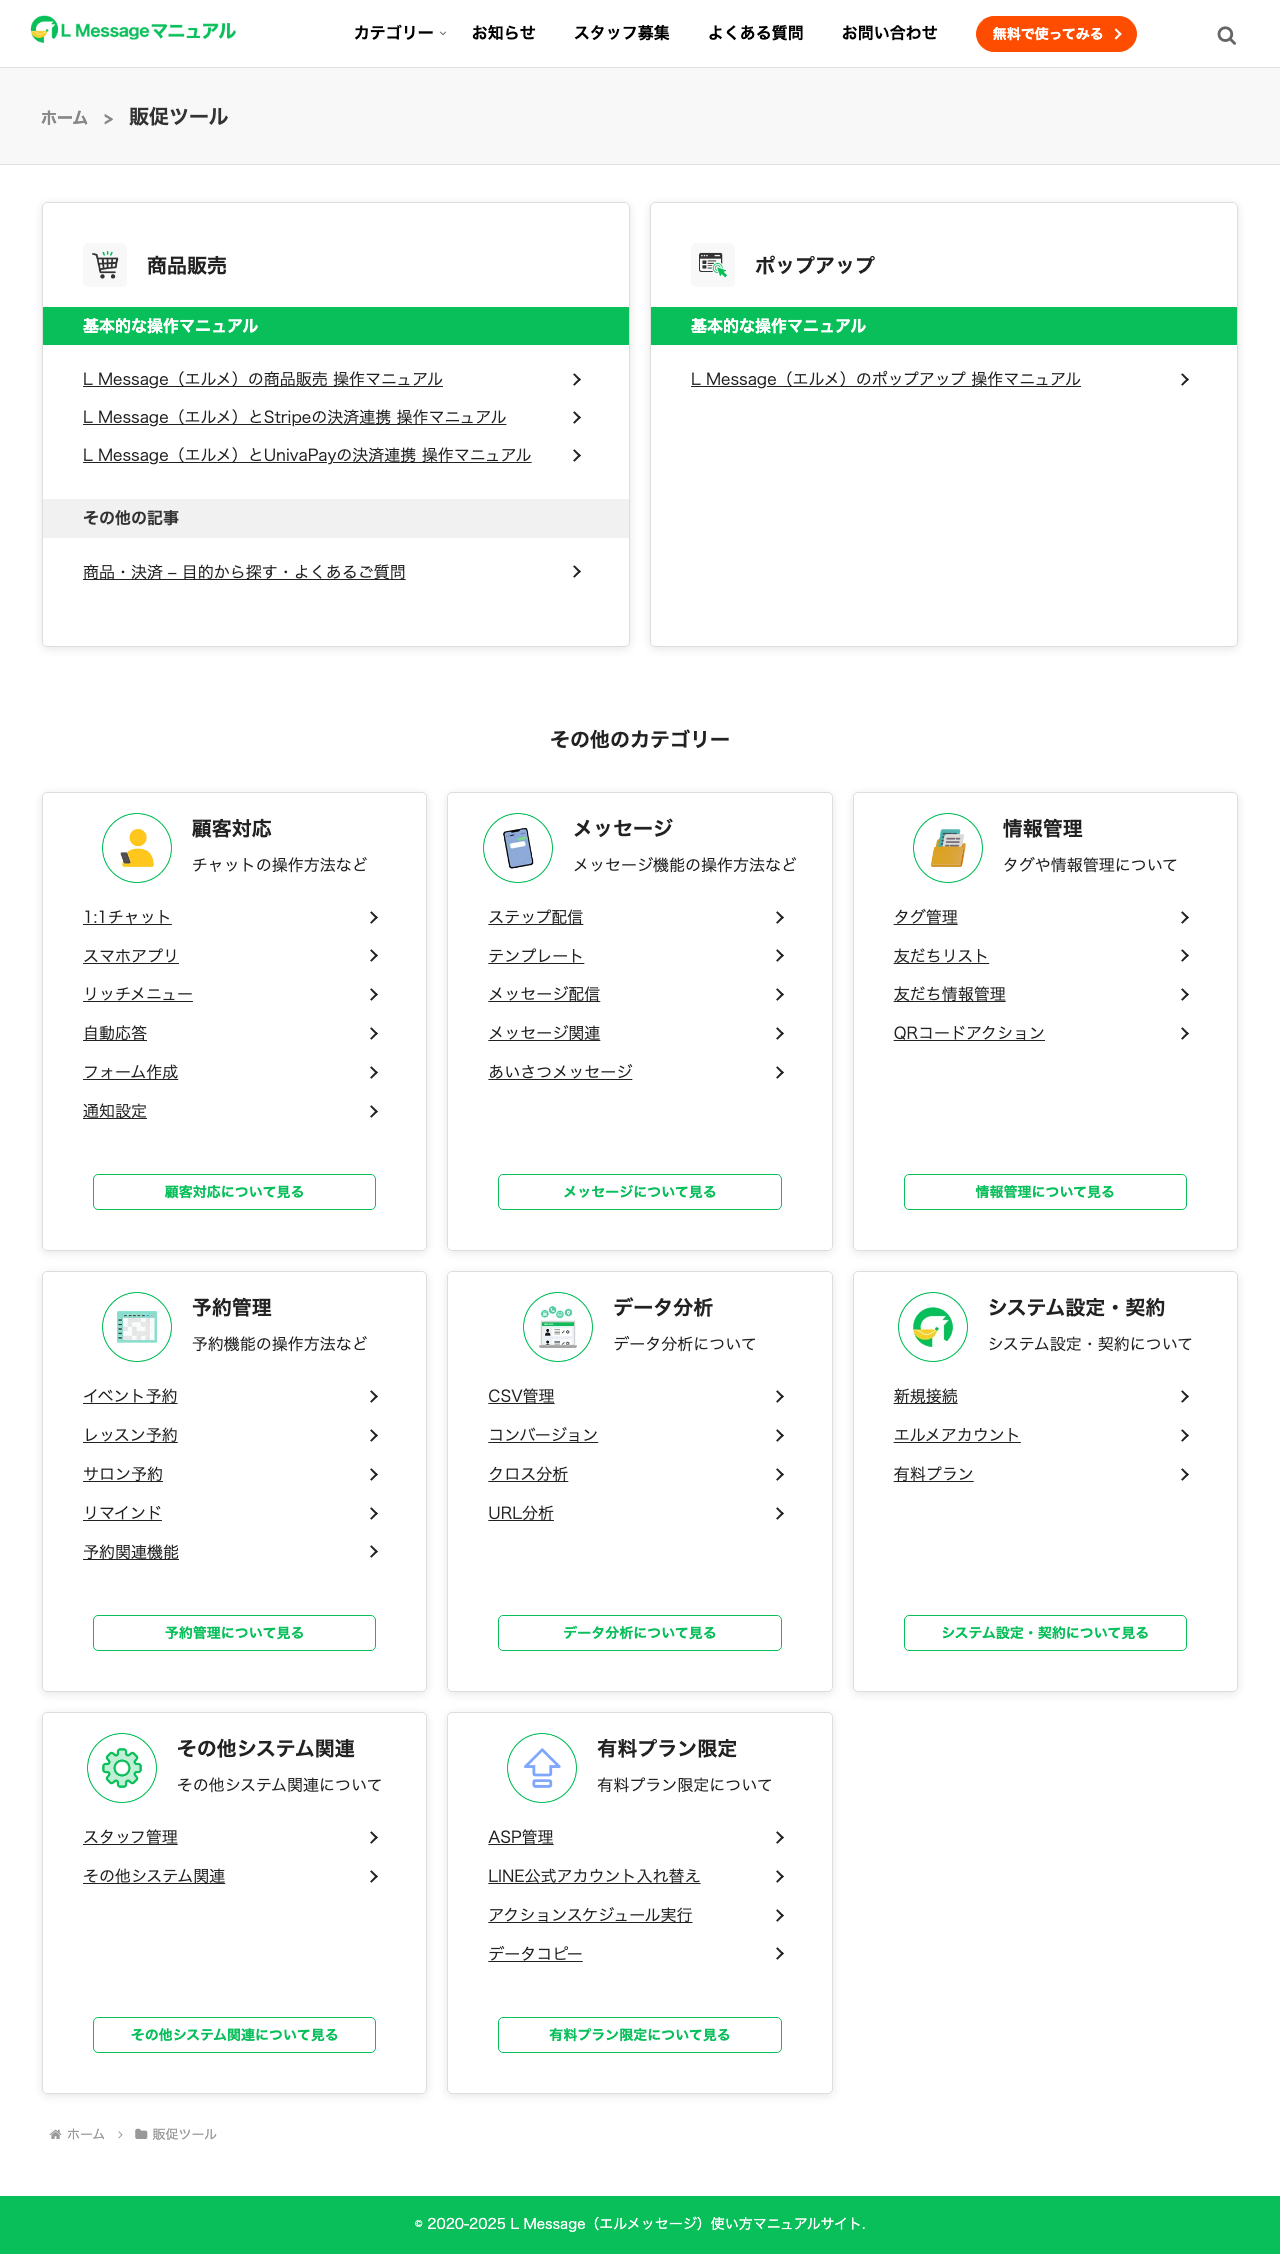 L Messageマニュアル
カテゴリー
お知らせ
スタッフ募集
よくある質問
お問い合わせ
無料で使ってみる
ホーム > 販促ツール
商品販売
基本的な操作マニュアル
L Message（エルメ）の商品販売 操作マニュアル
L Message（エルメ）とStripeの決済連携 操作マニュアル
L Message（エルメ）とUnivaPayの決済連携 操作マニュアル
その他の記事
商品・決済 – 目的から探す・よくあるご質問
ポップアップ
基本的な操作マニュアル
L Message（エルメ）のポップアップ 操作マニュアル
その他のカテゴリー
顧客対応
チャットの操作方法など
1:1チャット
スマホアプリ
リッチメニュー
自動応答
フォーム作成
通知設定
顧客対応について見る
メッセージ
メッセージ機能の操作方法など
ステップ配信
テンプレート
メッセージ配信
メッセージ関連
あいさつメッセージ
メッセージについて見る
情報管理
タグや情報管理について
タグ管理
友だちリスト
友だち情報管理
QRコードアクション
情報管理について見る
予約管理
予約機能の操作方法など
イベント予約
レッスン予約
サロン予約
リマインド
予約関連機能
予約管理について見る
データ分析
データ分析について
CSV管理
コンバージョン
クロス分析
URL分析
データ分析について見る
システム設定・契約
システム設定・契約について
新規接続
エルメアカウント
有料プラン
システム設定・契約について見る
その他システム関連
その他システム関連について
スタッフ管理
その他システム関連
その他システム関連について見る
有料プラン限定
有料プラン限定について
ASP管理
LINE公式アカウント入れ替え
アクションスケジュール実行
データコピー
有料プラン限定について見る
ホーム > 販促ツール
© 2020-2025 L Message（エルメッセージ）使い方マニュアルサイト.